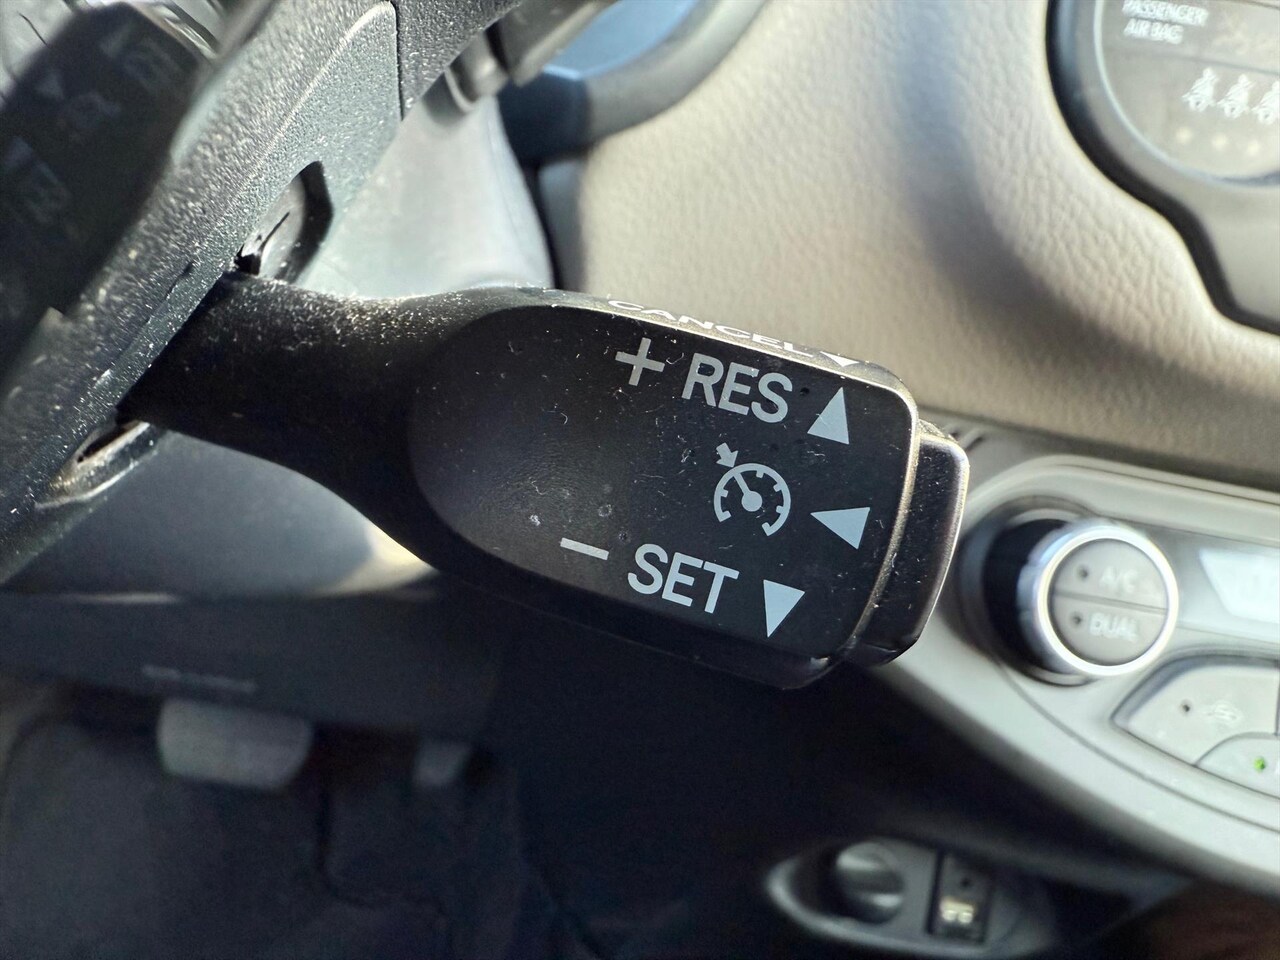 PASSENGER
AIR BAG
CANCEL
+ RES
− SET
A/C
DUAL